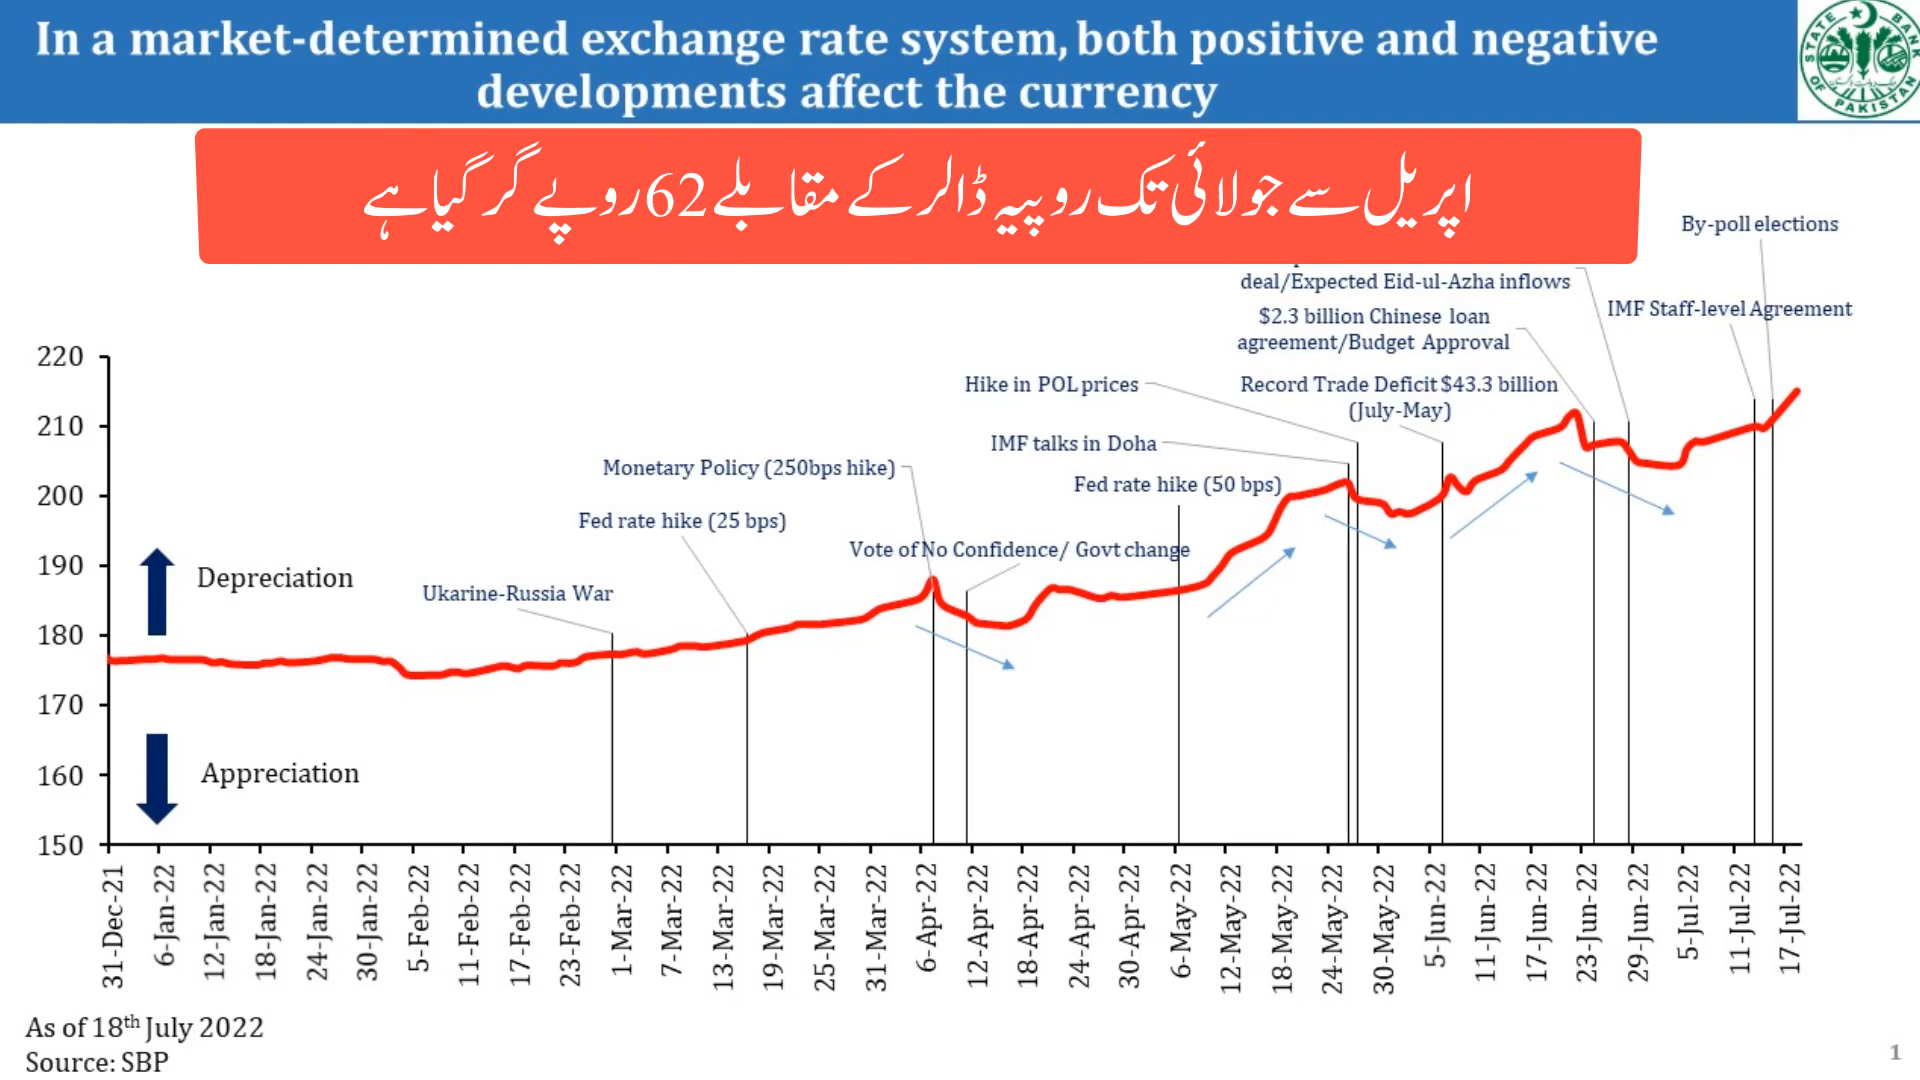 In a market-determined exchange rate system, both positive and negative
developments affect the currency
STATE BANK OF PAKISTAN
اپریل سے جولائی تک روپیہ ڈالر کے مقابلے 62 روپے گر گیا ہے
By-poll elections
deal/Expected Eid-ul-Azha inflows
IMF Staff-level Agreement
$2.3 billion Chinese loan
agreement/Budget Approval
Hike in POL prices
Record Trade Deficit $43.3 billion
(July-May)
IMF talks in Doha
Monetary Policy (250bps hike)
Fed rate hike (50 bps)
Fed rate hike (25 bps)
Vote of No Confidence/ Govt change
Ukarine-Russia War
Depreciation
Appreciation
220
210
200
190
180
170
160
150
31-Dec-21
6-Jan-22
12-Jan-22
18-Jan-22
24-Jan-22
30-Jan-22
5-Feb-22
11-Feb-22
17-Feb-22
23-Feb-22
1-Mar-22
7-Mar-22
13-Mar-22
19-Mar-22
25-Mar-22
31-Mar-22
6-Apr-22
12-Apr-22
18-Apr-22
24-Apr-22
30-Apr-22
6-May-22
12-May-22
18-May-22
24-May-22
30-May-22
5-Jun-22
11-Jun-22
17-Jun-22
23-Jun-22
29-Jun-22
5-Jul-22
11-Jul-22
17-Jul-22
As of 18th July 2022
Source: SBP
1